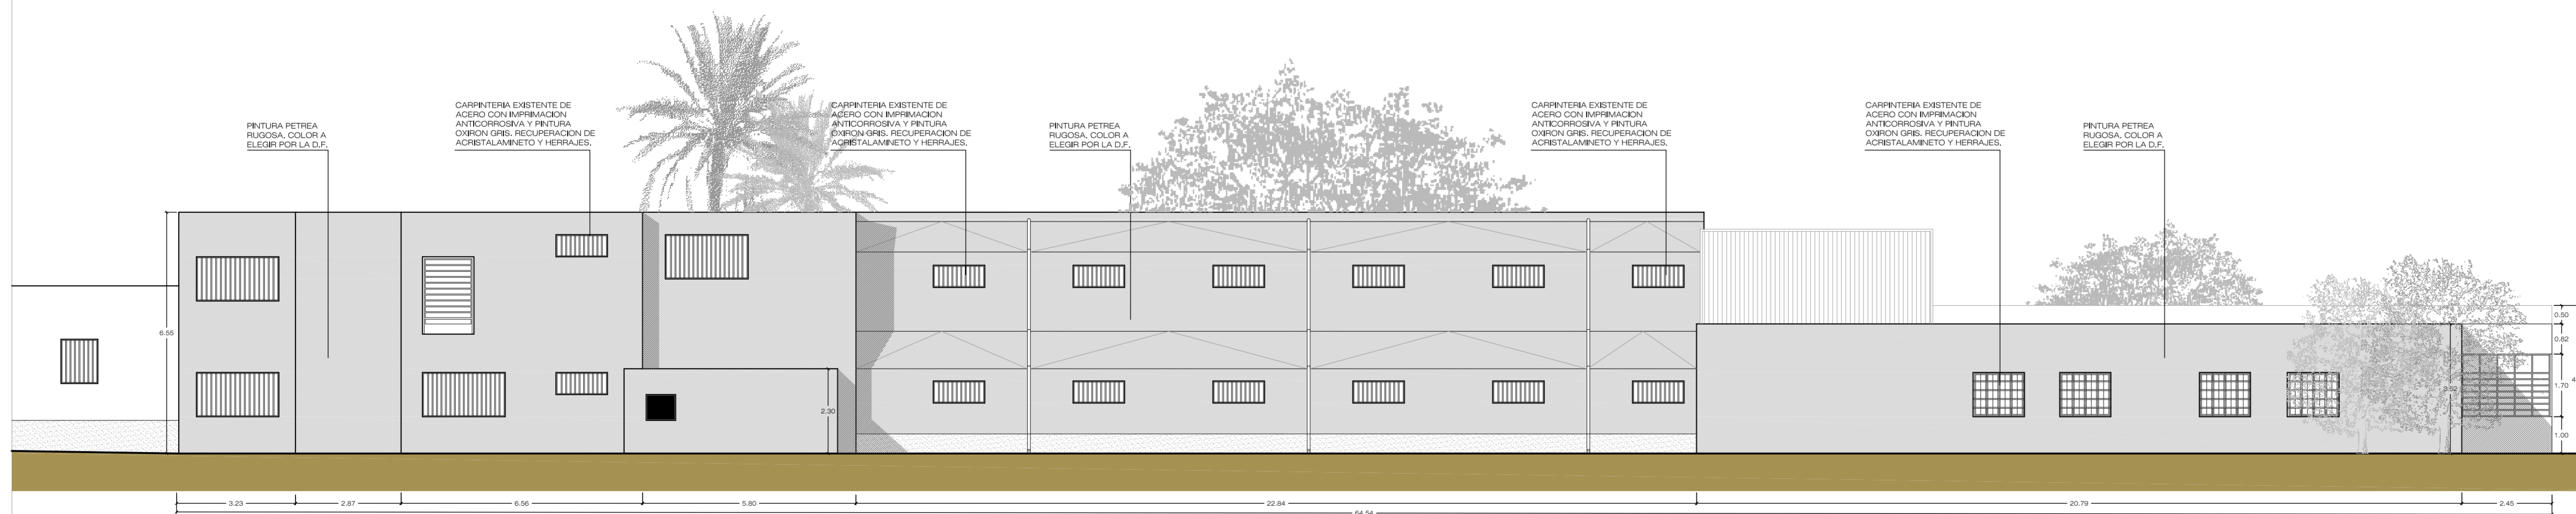 PINTURA PETREA
RUGOSA, COLOR A
ELEGIR POR LA D.F.
CARPINTERIA EXISTENTE DE
ACERO CON IMPRIMACION
ANTICORROSIVA Y PINTURA
OXIRON GRIS. RECUPERACION DE
ACRISTALAMINETO Y HERRAJES.
CARPINTERIA EXISTENTE DE
ACERO CON IMPRIMACION
ANTICORROSIVA Y PINTURA
OXIRON GRIS. RECUPERACION DE
ACRISTALAMINETO Y HERRAJES.
PINTURA PETREA
RUGOSA, COLOR A
ELEGIR POR LA D.F.
CARPINTERIA EXISTENTE DE
ACERO CON IMPRIMACION
ANTICORROSIVA Y PINTURA
OXIRON GRIS. RECUPERACION DE
ACRISTALAMINETO Y HERRAJES.
CARPINTERIA EXISTENTE DE
ACERO CON IMPRIMACION
ANTICORROSIVA Y PINTURA
OXIRON GRIS. RECUPERACION DE
ACRISTALAMINETO Y HERRAJES.
PINTURA PETREA
RUGOSA, COLOR A
ELEGIR POR LA D.F.
6.55
2.30
3.52
0.50
0.82
1.70
4
1.00
3.23
2.87
6.56
5.80
22.84
20.79
2.45
64.54